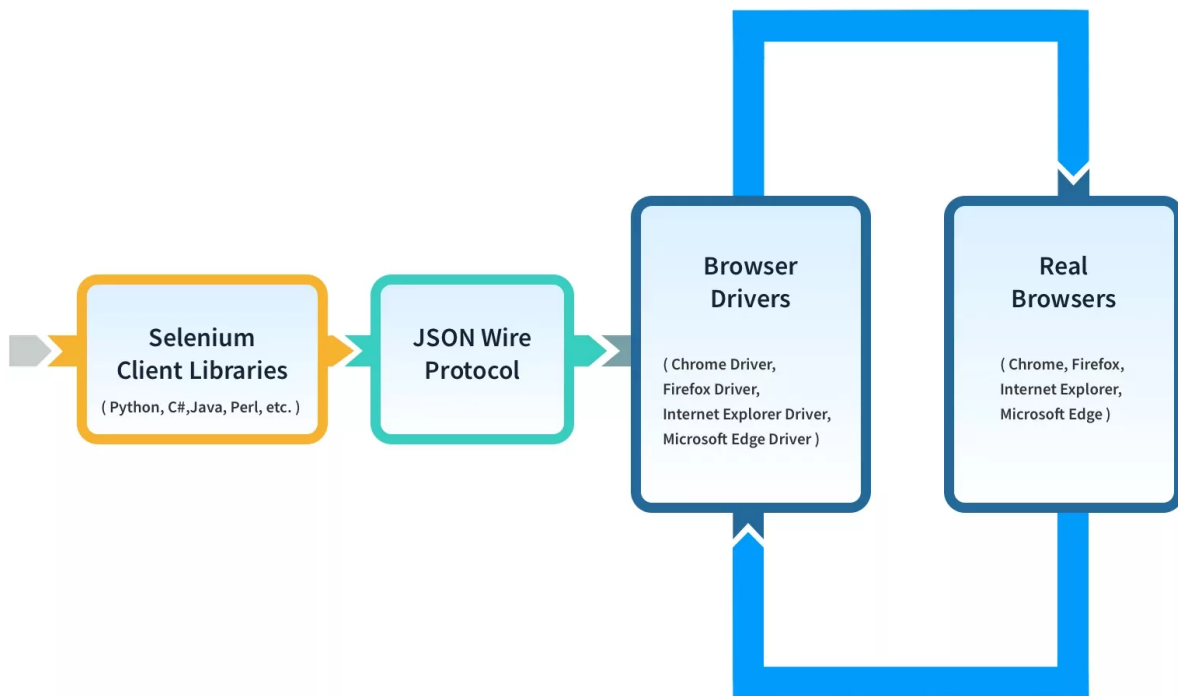 Selenium
Client Libraries
( Python, C#,Java, Perl, etc. )
JSON Wire
Protocol
Browser
Drivers
( Chrome Driver,
Firefox Driver,
Internet Explorer Driver,
Microsoft Edge Driver )
Real
Browsers
( Chrome, Firefox,
Internet Explorer,
Microsoft Edge )